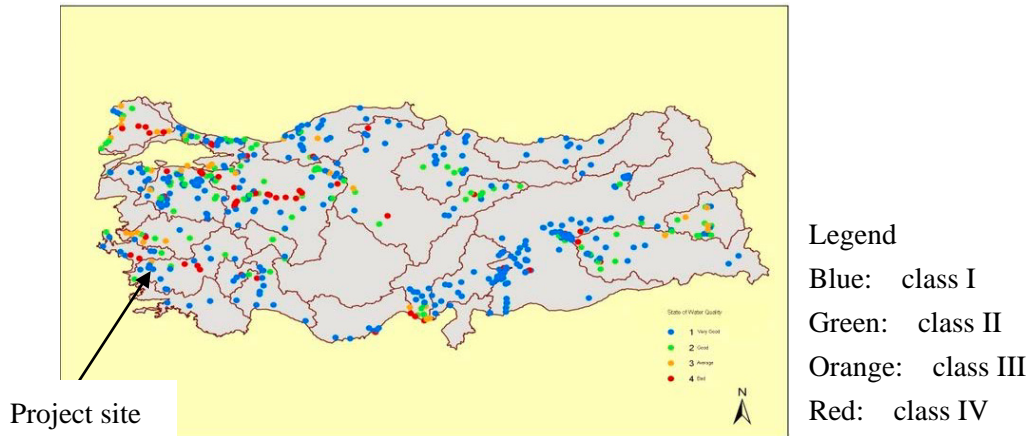 State of Water Quality
1 Very Good
2 Good
3 Average
4 Bad
N
Project site
Legend
Blue: class I
Green: class II
Orange: class III
Red: class IV